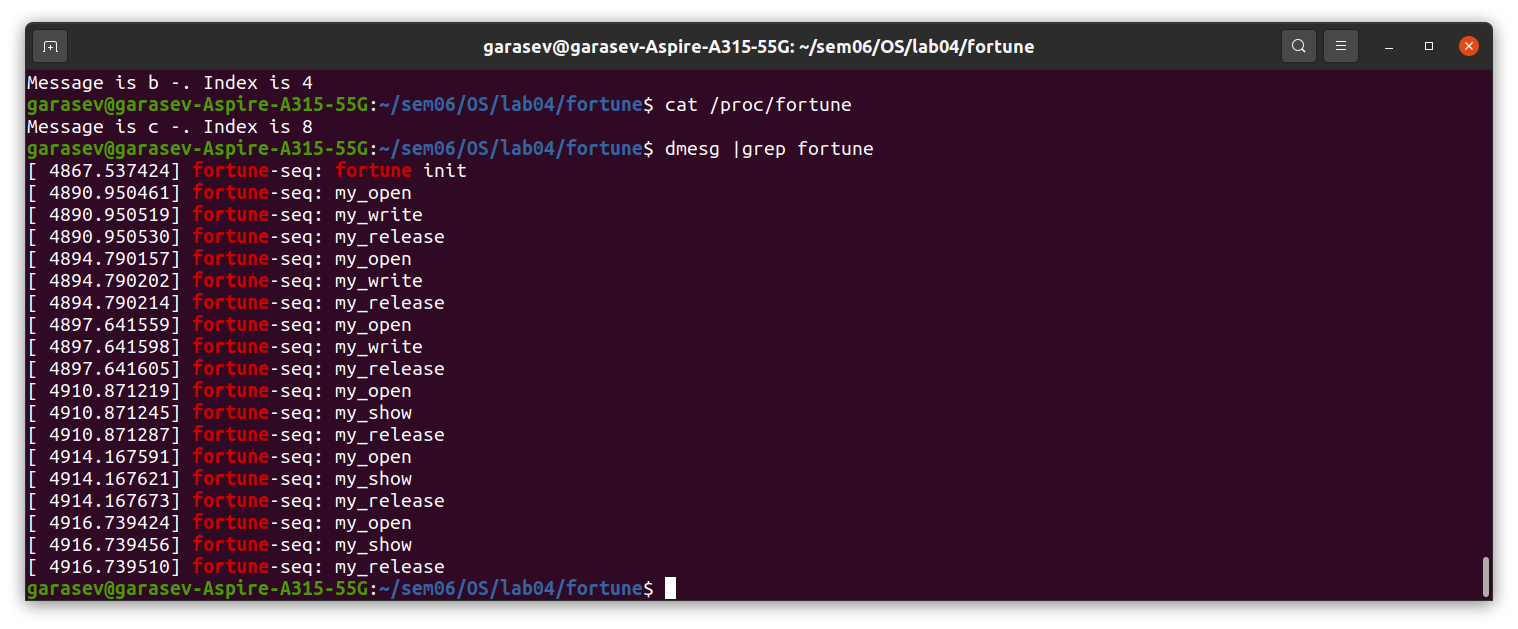 garasev@garasev-Aspire-A315-55G: ~/sem06/OS/lab04/fortune
Message is b -. Index is 4
garasev@garasev-Aspire-A315-55G:~/sem06/OS/lab04/fortune$ cat /proc/fortune
Message is c -. Index is 8
garasev@garasev-Aspire-A315-55G:~/sem06/OS/lab04/fortune$ dmesg |grep fortune
[ 4867.537424] fortune-seq: fortune init
[ 4890.950461] fortune-seq: my_open
[ 4890.950519] fortune-seq: my_write
[ 4890.950530] fortune-seq: my_release
[ 4894.790157] fortune-seq: my_open
[ 4894.790202] fortune-seq: my_write
[ 4894.790214] fortune-seq: my_release
[ 4897.641559] fortune-seq: my_open
[ 4897.641598] fortune-seq: my_write
[ 4897.641605] fortune-seq: my_release
[ 4910.871219] fortune-seq: my_open
[ 4910.871245] fortune-seq: my_show
[ 4910.871287] fortune-seq: my_release
[ 4914.167591] fortune-seq: my_open
[ 4914.167621] fortune-seq: my_show
[ 4914.167673] fortune-seq: my_release
[ 4916.739424] fortune-seq: my_open
[ 4916.739456] fortune-seq: my_show
[ 4916.739510] fortune-seq: my_release
garasev@garasev-Aspire-A315-55G:~/sem06/OS/lab04/fortune$